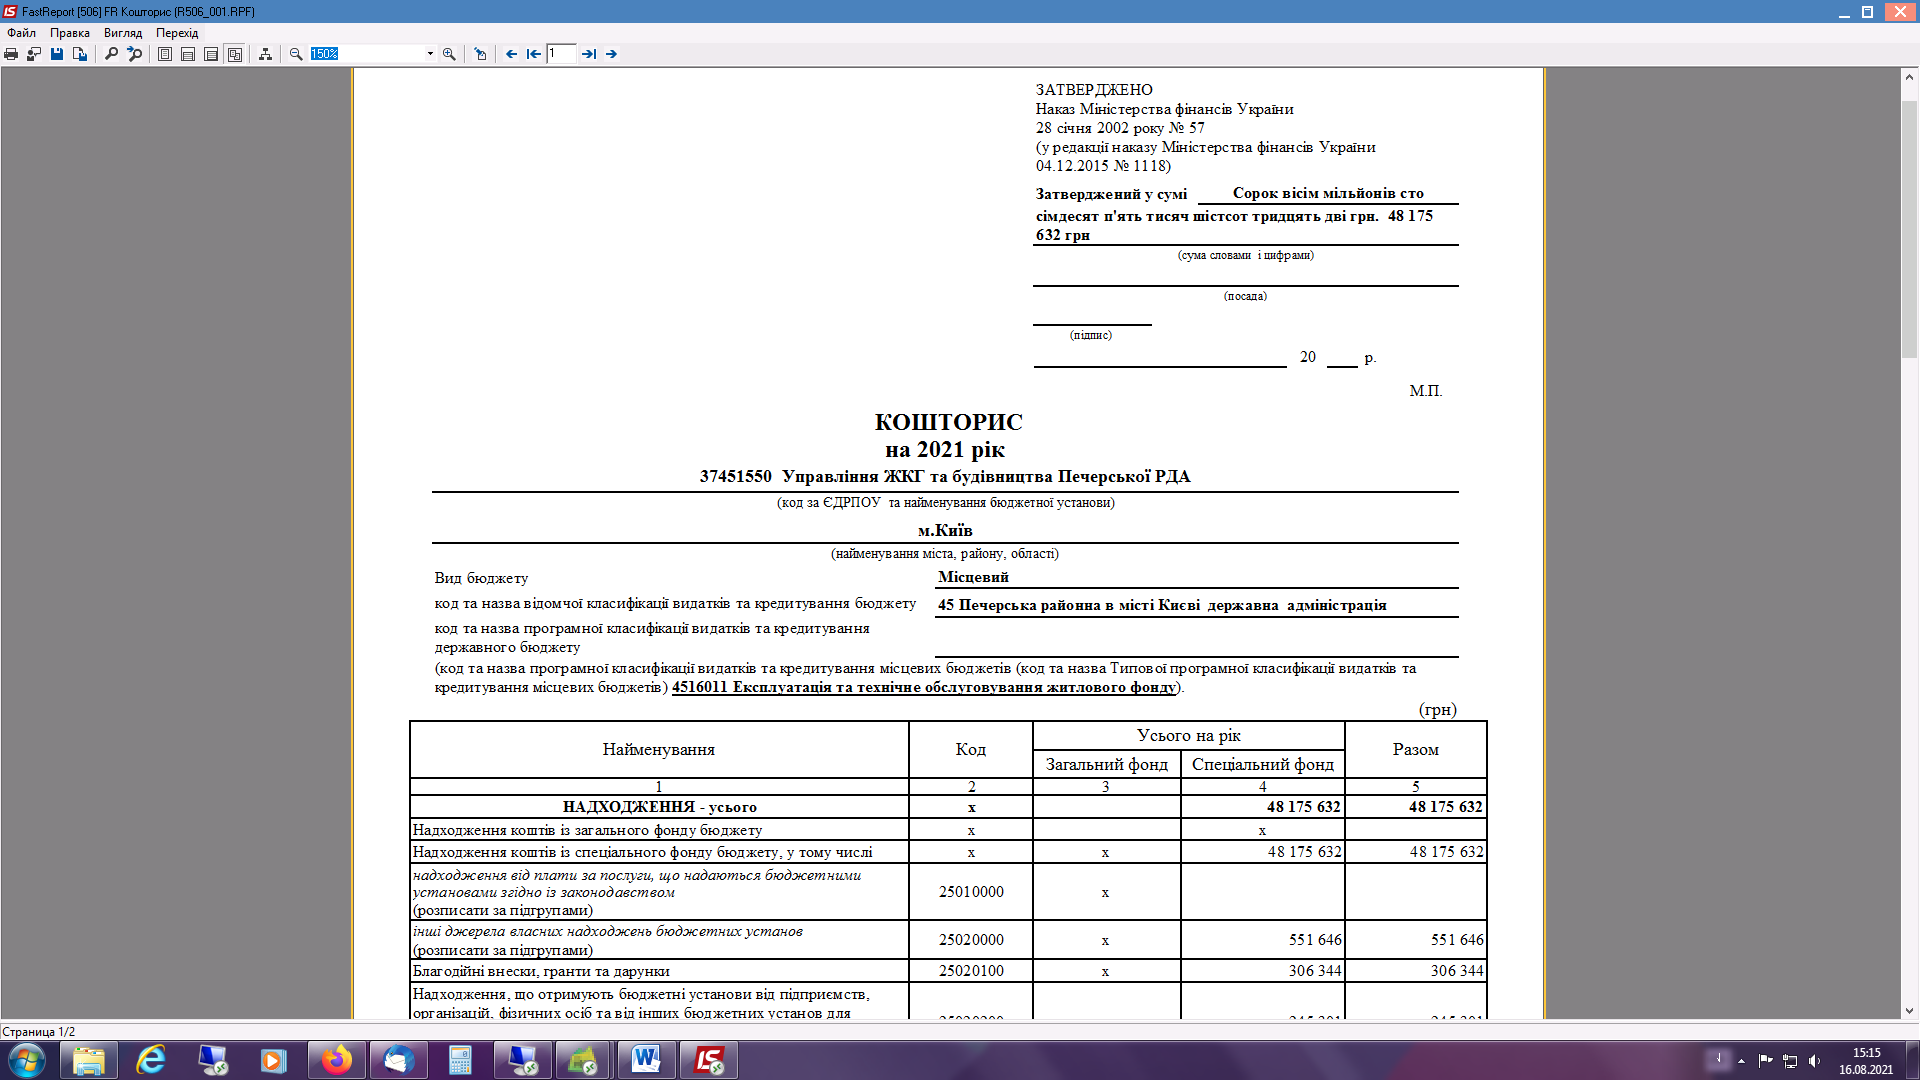 FastReport [506] FR Кошторис (R506_001.RPF)
Файл Правка Вигляд Перехід
150% 1
ЗАТВЕРДЖЕНО
Наказ Міністерства фінансів України
28 січня 2002 року № 57
(у редакції наказу Міністерства фінансів України
04.12.2015 № 1118)
Затверджений у сумі Сорок вісім мільйонів сто
сімдесят п'ять тисяч шістсот тридцять дві грн. 48 175
632 грн
(сума словами і цифрами)
(посада)
(підпис)
20 р.
М.П.
КОШТОРИС
на 2021 рік
37451550 Управління ЖКГ та будівництва Печерської РДА
(код за ЄДРПОУ та найменування бюджетної установи)
м.Київ
(найменування міста, району, області)
Вид бюджету Місцевий
код та назва відомчої класифікації видатків та кредитування бюджету 45 Печерська районна в місті Києві державна адміністрація
код та назва програмної класифікації видатків та кредитування
державного бюджету
(код та назва програмної класифікації видатків та кредитування місцевих бюджетів (код та назва Типової програмної класифікації видатків та
кредитування місцевих бюджетів) 4516011 Експлуатація та технічне обслуговування житлового фонду).
(грн)
Найменування Код Усього на рік Разом
Загальний фонд Спеціальний фонд
1 2 3 4 5
НАДХОДЖЕННЯ - усього х 48 175 632 48 175 632
Надходження коштів із загального фонду бюджету х х
Надходження коштів із спеціального фонду бюджету, у тому числі х х 48 175 632 48 175 632
надходження від плати за послуги, що надаються бюджетними
установами згідно із законодавством
(розписати за підгрупами) 25010000 х
інші джерела власних надходжень бюджетних установ
(розписати за підгрупами) 25020000 х 551 646 551 646
Благодійні внески, гранти та дарунки 25020100 х 306 344 306 344
Надходження, що отримують бюджетні установи від підприємств,
організацій, фізичних осіб та від інших бюджетних установ для
Страница 1/2
15:15
16.08.2021